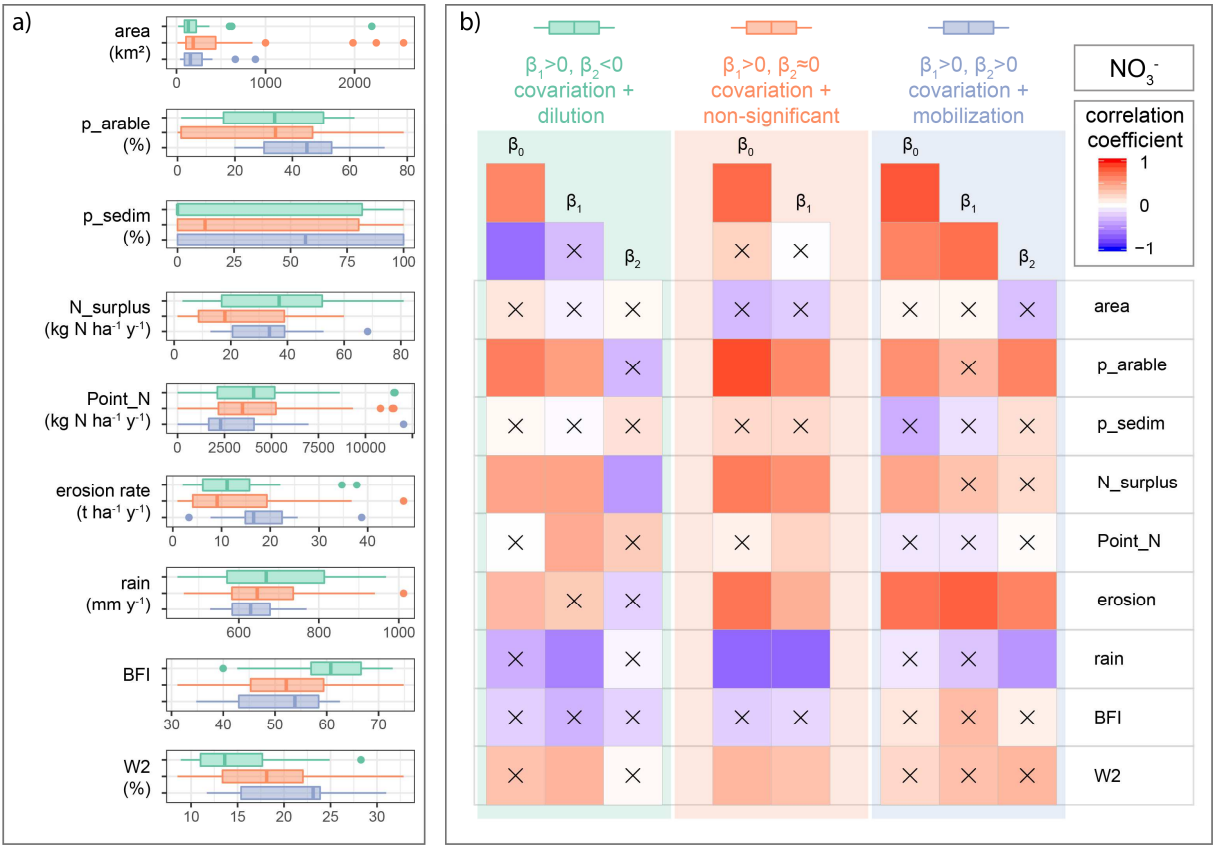 a)
area
(km²)
0 1000 2000
p_arable
(%)
0 20 40 60 80
p_sedim
(%)
0 25 50 75 100
N_surplus
(kg N ha⁻¹ y⁻¹)
0 20 40 60 80
Point_N
(kg N ha⁻¹ y⁻¹)
0 2500 5000 7500 10000
erosion rate
(t ha⁻¹ y⁻¹)
0 10 20 30 40
rain
(mm y⁻¹)
600 800 1000
BFI
30 40 50 60 70
W2
(%)
10 15 20 25 30
b)
β₁>0, β₂<0
covariation +
dilution
β₁>0, β₂≈0
covariation +
non-significant
β₁>0, β₂>0
covariation +
mobilization
NO₃⁻
correlation
coefficient
1
0
−1
β₀ β₀ β₀
β₁ β₁ β₁
β₂ β₂
area
p_arable
p_sedim
N_surplus
Point_N
erosion
rain
BFI
W2